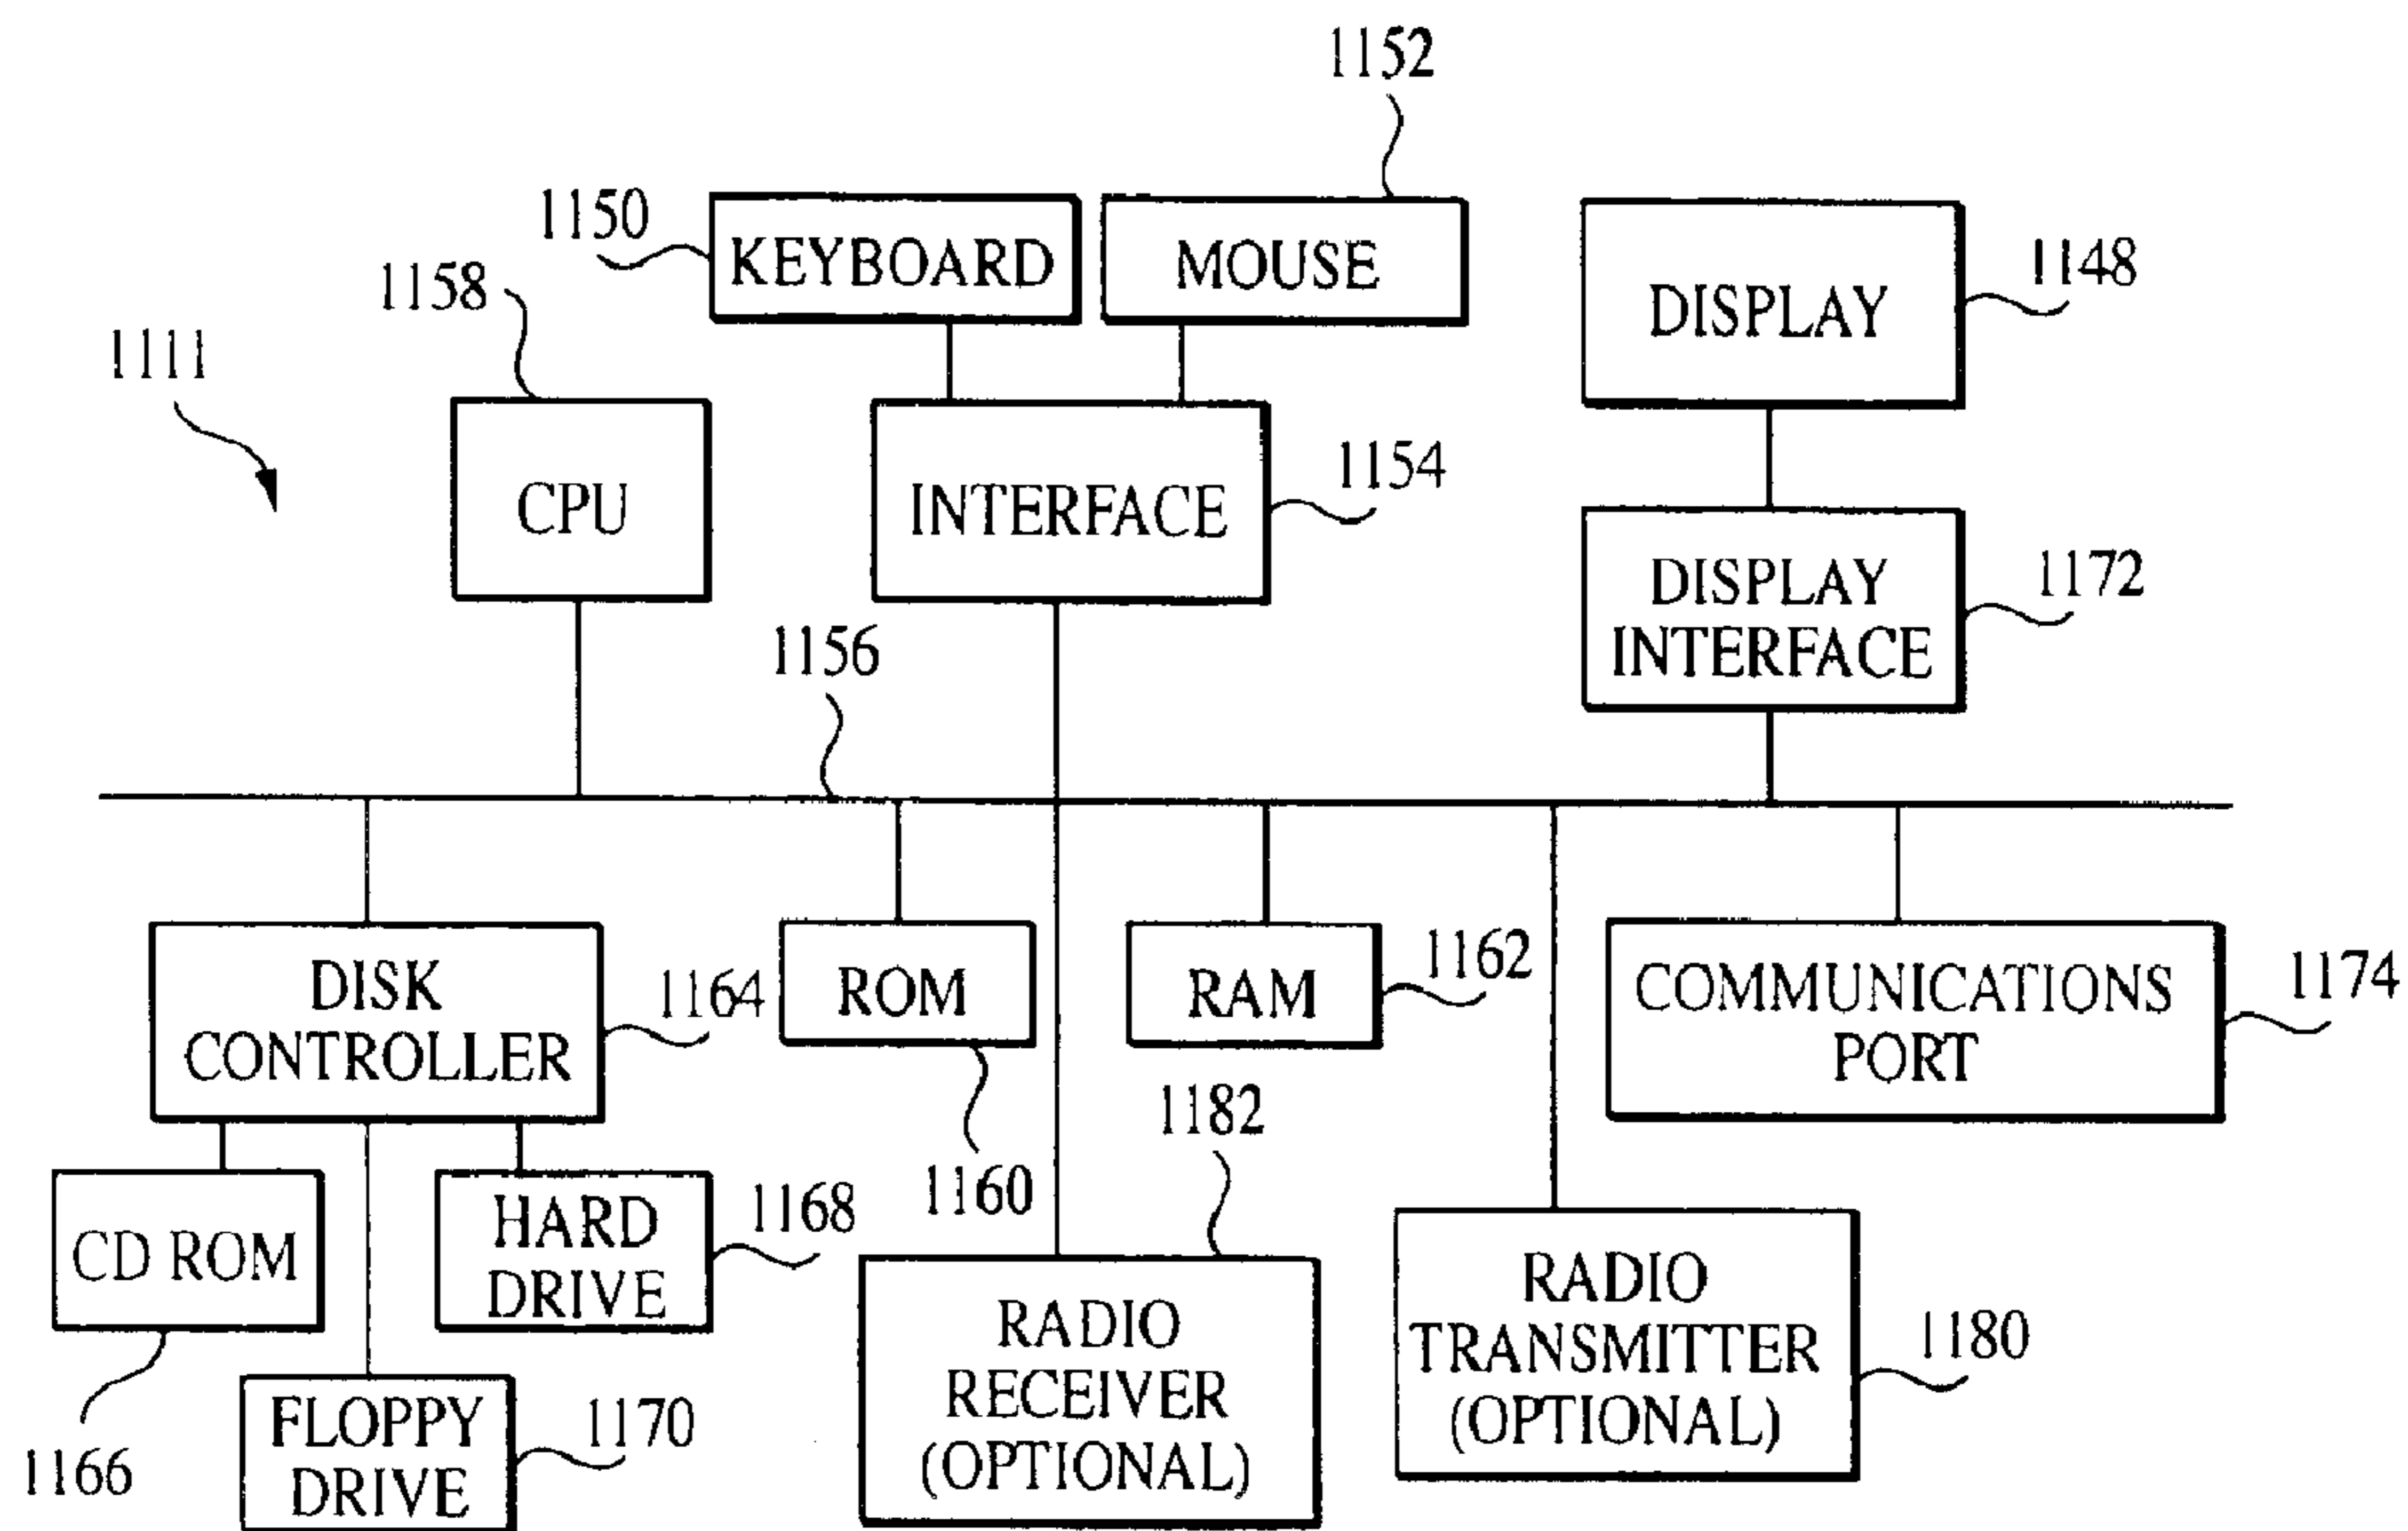 1152
1150
KEYBOARD
MOUSE
1158
DISPLAY
1148
1111
CPU
INTERFACE
1154
DISPLAY
INTERFACE
1172
1156
DISK
CONTROLLER
1164
ROM
RAM
1162
COMMUNICATIONS
PORT
1174
1182
1160
CD ROM
HARD
DRIVE
1168
RADIO
RECEIVER
(OPTIONAL)
RADIO
TRANSMITTER
(OPTIONAL)
1180
1166
FLOPPY
DRIVE
1170